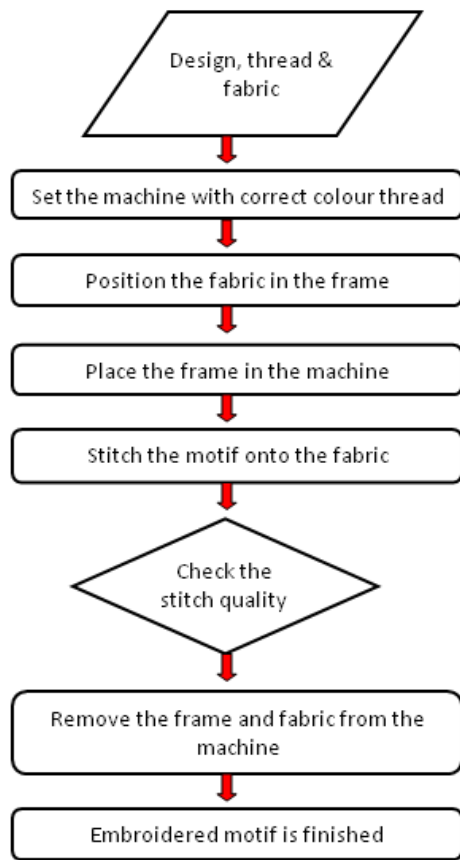 Design, thread &
fabric
Set the machine with correct colour thread
Position the fabric in the frame
Place the frame in the machine
Stitch the motif onto the fabric
Check the
stitch quality
Remove the frame and fabric from the
machine
Embroidered motif is finished